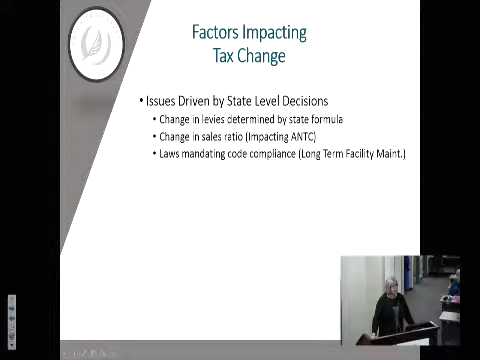 Factors Impacting
Tax Change
• Issues Driven by State Level Decisions
• Change in levies determined by state formula
• Change in sales ratio (Impacting ANTC)
• Laws mandating code compliance (Long Term Facility Maint.)